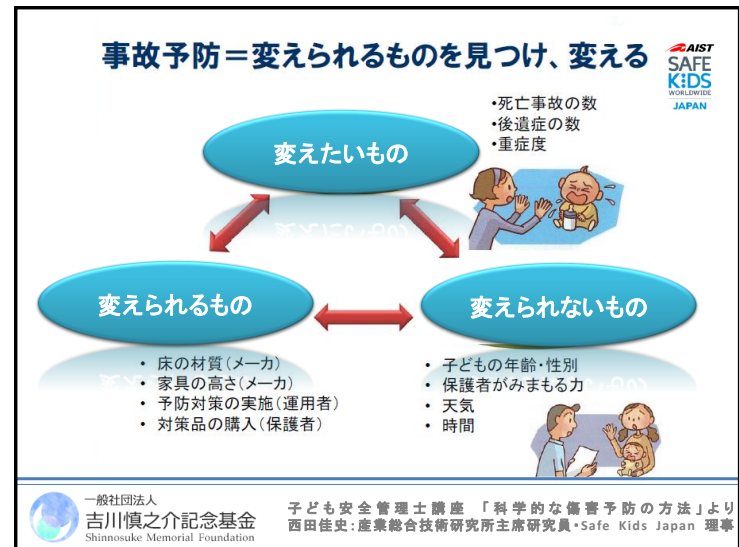 事故予防＝変えられるものを見つけ、変える
AIST
SAFE
KiDS
WORLDWIDE
JAPAN
・死亡事故の数
・後遺症の数
・重症度
変えたいもの
変えられるもの
変えられないもの
・ 床の材質（メーカ）
・ 家具の高さ（メーカ）
・ 予防対策の実施（運用者）
・ 対策品の購入（保護者）
・ 子どもの年齢・性別
・ 保護者がみまもる力
・ 天気
・ 時間
一般社団法人
吉川慎之介記念基金
Shinnosuke Memorial Foundation
子ども安全管理士講座 「科学的な傷害予防の方法」より
西田佳史：産業総合技術研究所主席研究員・Safe Kids Japan 理事